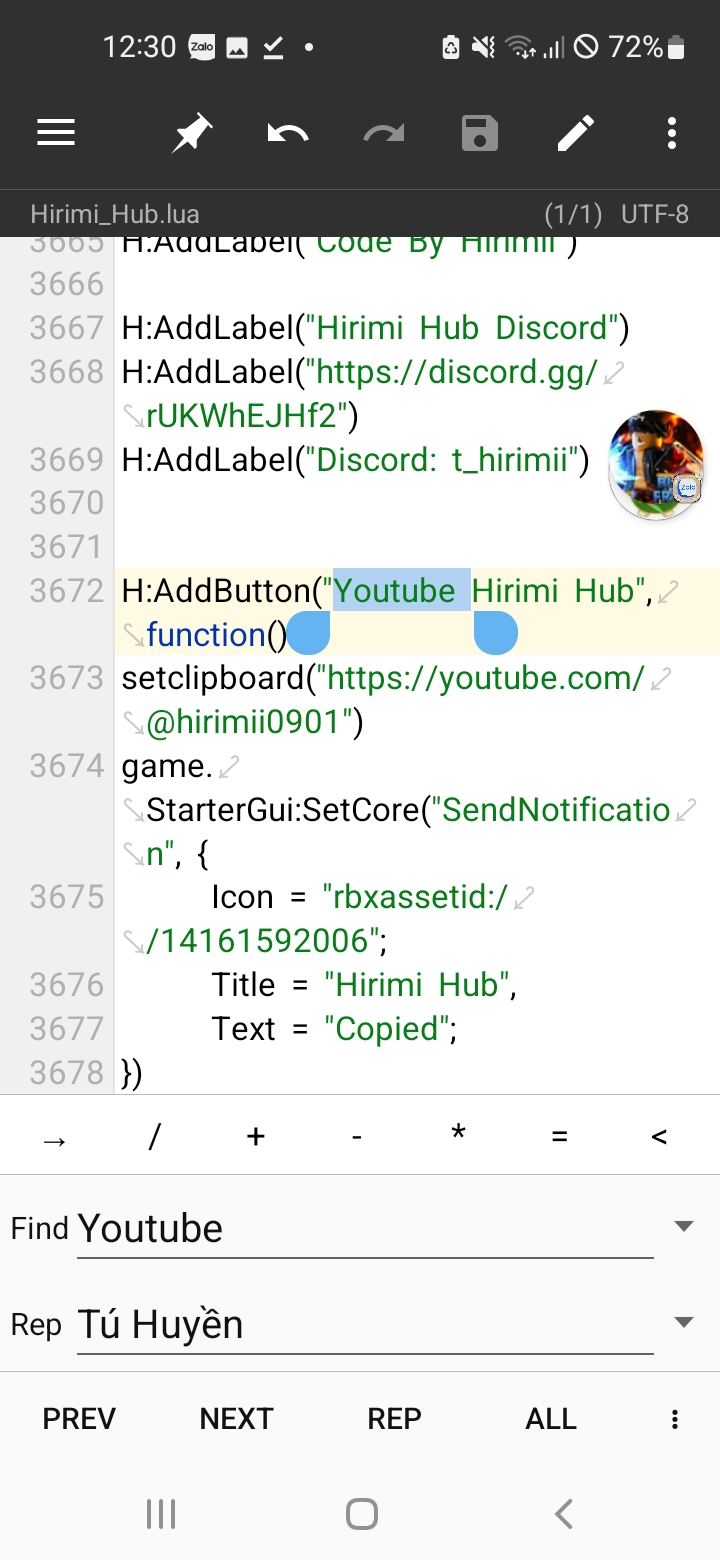 12:30 Zalo 72%
Hirimi_Hub.lua (1/1) UTF-8
3665 H:AddLabel("Code By Hirimii")
3666
3667 H:AddLabel("Hirimi Hub Discord")
3668 H:AddLabel("https://discord.gg/
rUKWhEJHf2")
3669 H:AddLabel("Discord: t_hirimii")
3670
3671
3672 H:AddButton("Youtube Hirimi Hub",
function()
3673 setclipboard("https://youtube.com/
@hirimii0901")
3674 game.
StarterGui:SetCore("SendNotificatio
n", {
3675 Icon = "rbxassetid:/
/14161592006";
3676 Title = "Hirimi Hub",
3677 Text = "Copied";
3678 })
→ / + - * = <
Find Youtube
Rep Tú Huyền
PREV NEXT REP ALL